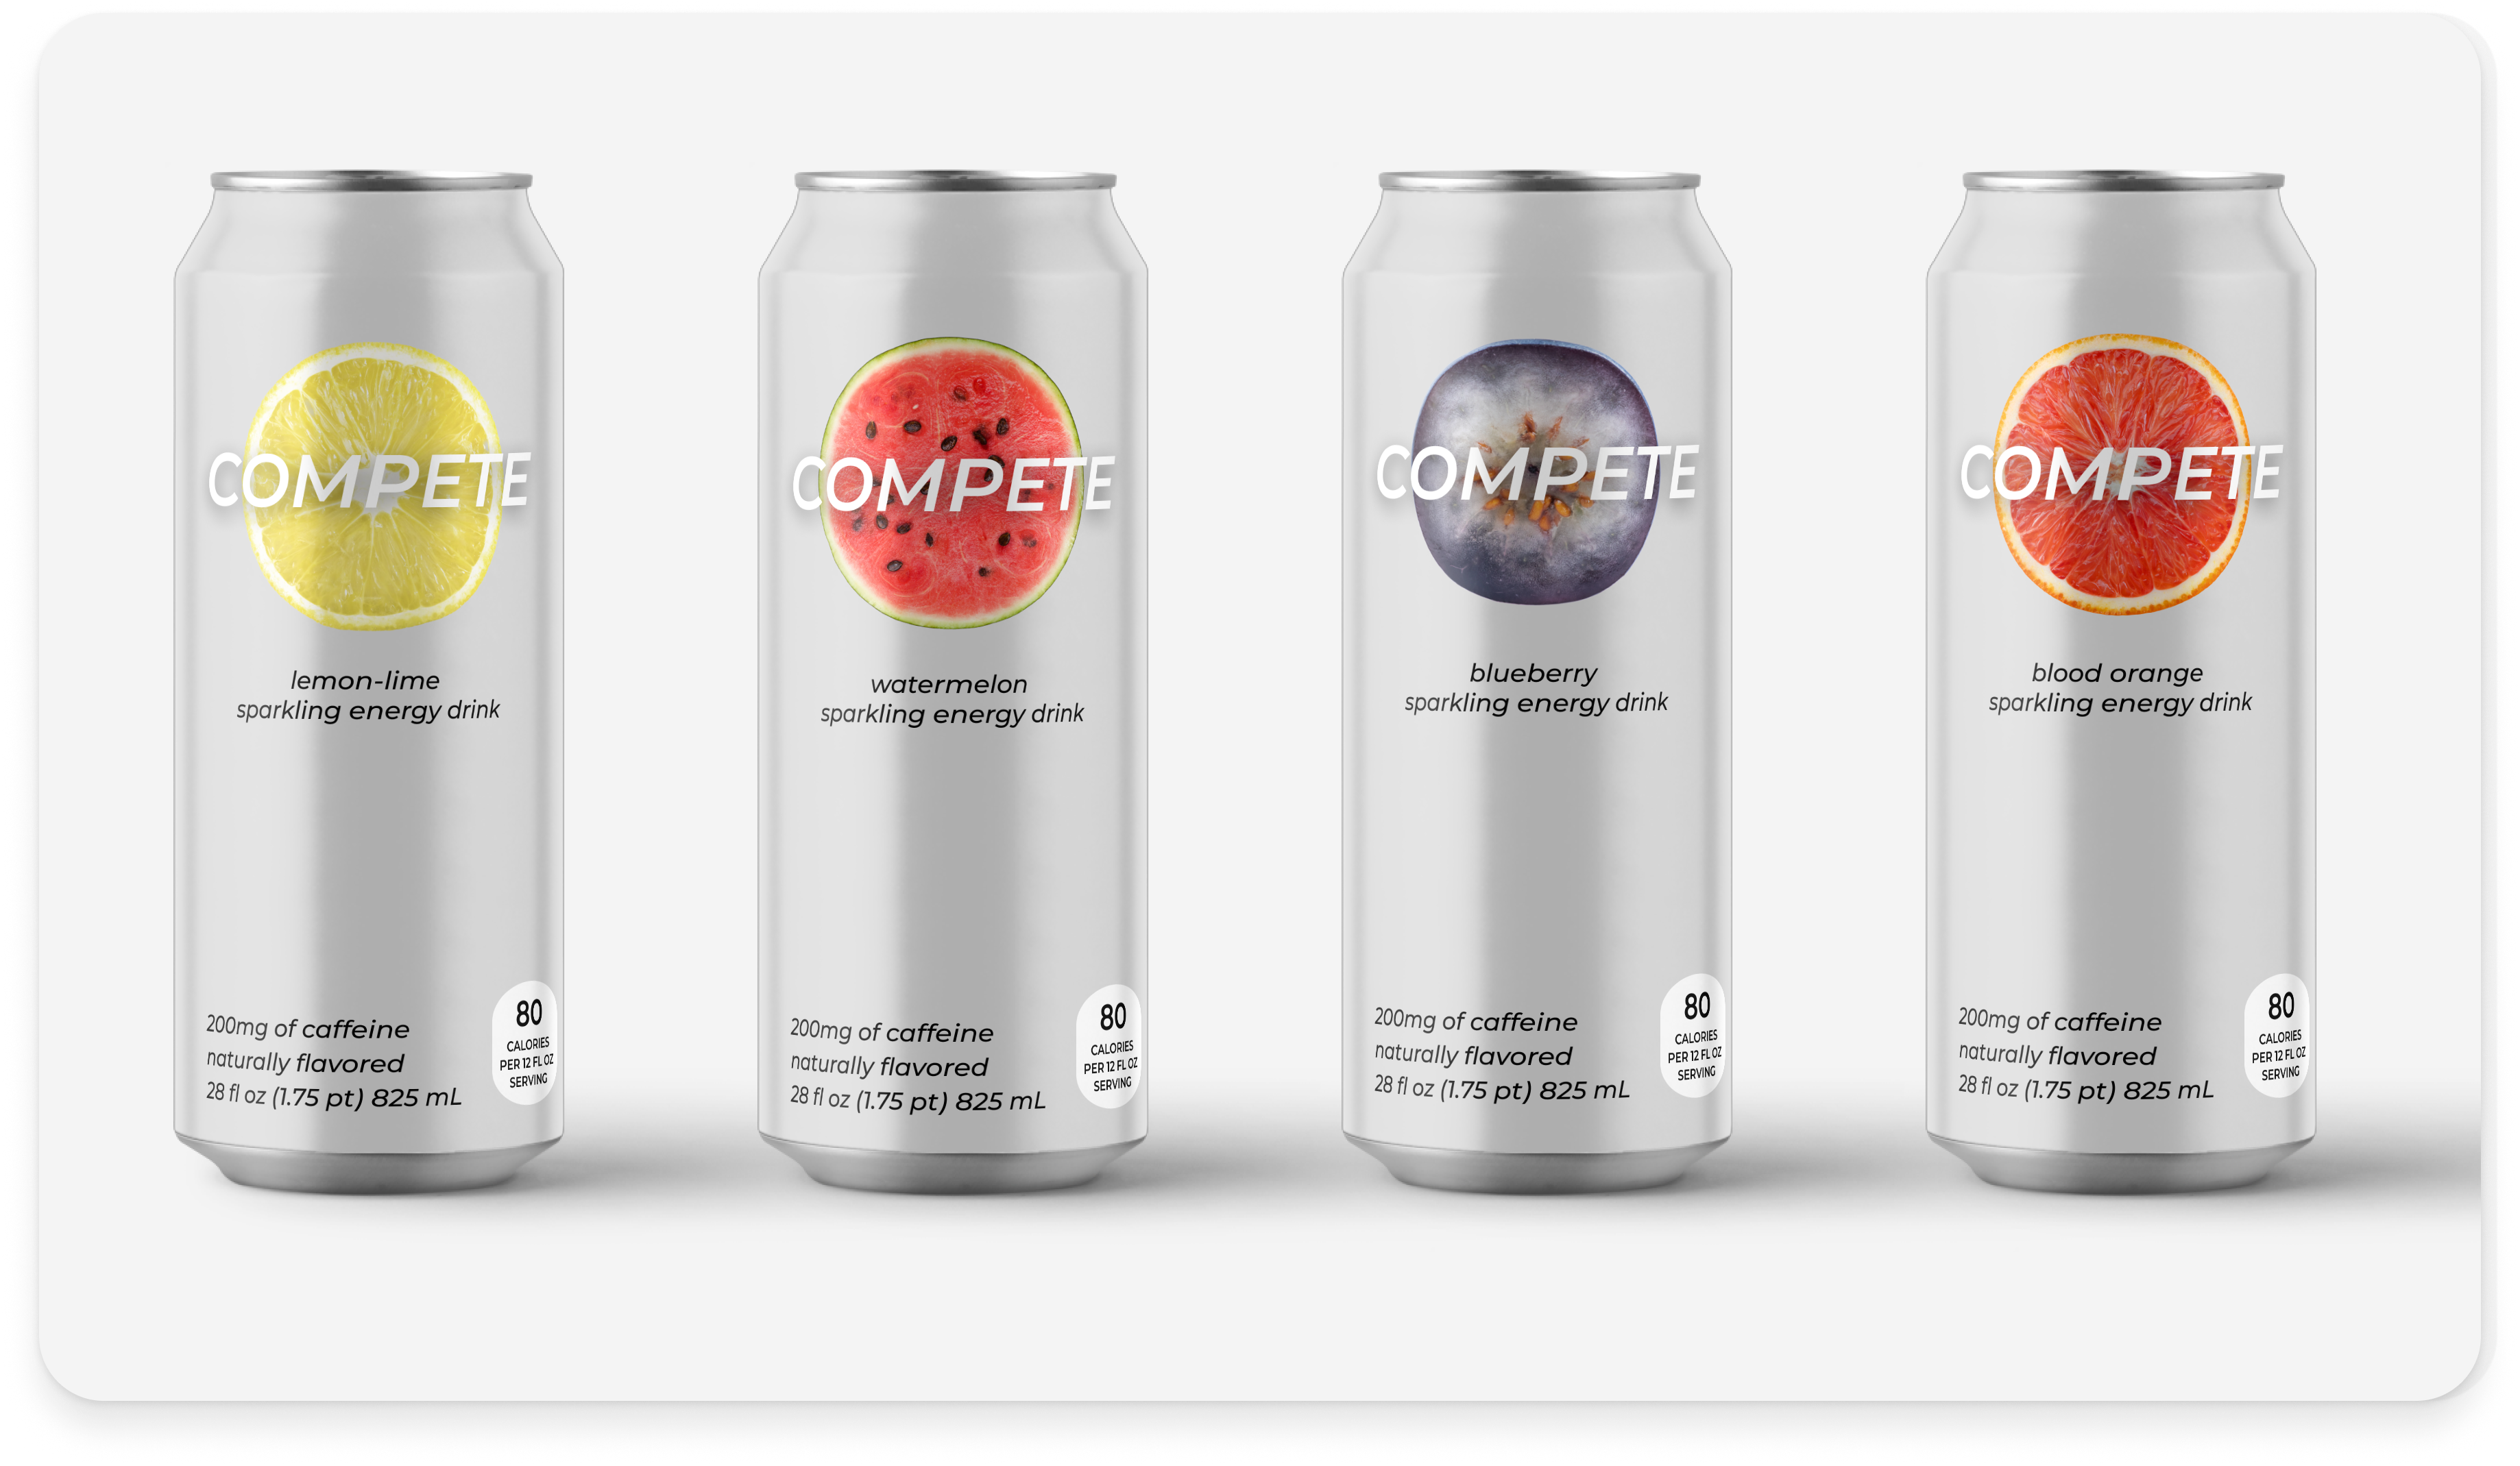 COMPETE
lemon-lime
sparkling energy drink
200mg of caffeine
naturally flavored
28 fl oz (1.75 pt) 825 mL
80
CALORIES
PER 12 FL OZ
SERVING
COMPETE
watermelon
sparkling energy drink
200mg of caffeine
naturally flavored
28 fl oz (1.75 pt) 825 mL
80
CALORIES
PER 12 FL OZ
SERVING
COMPETE
blueberry
sparkling energy drink
200mg of caffeine
naturally flavored
28 fl oz (1.75 pt) 825 mL
80
CALORIES
PER 12 FL OZ
SERVING
COMPETE
blood orange
sparkling energy drink
200mg of caffeine
naturally flavored
28 fl oz (1.75 pt) 825 mL
80
CALORIES
PER 12 FL OZ
SERVING